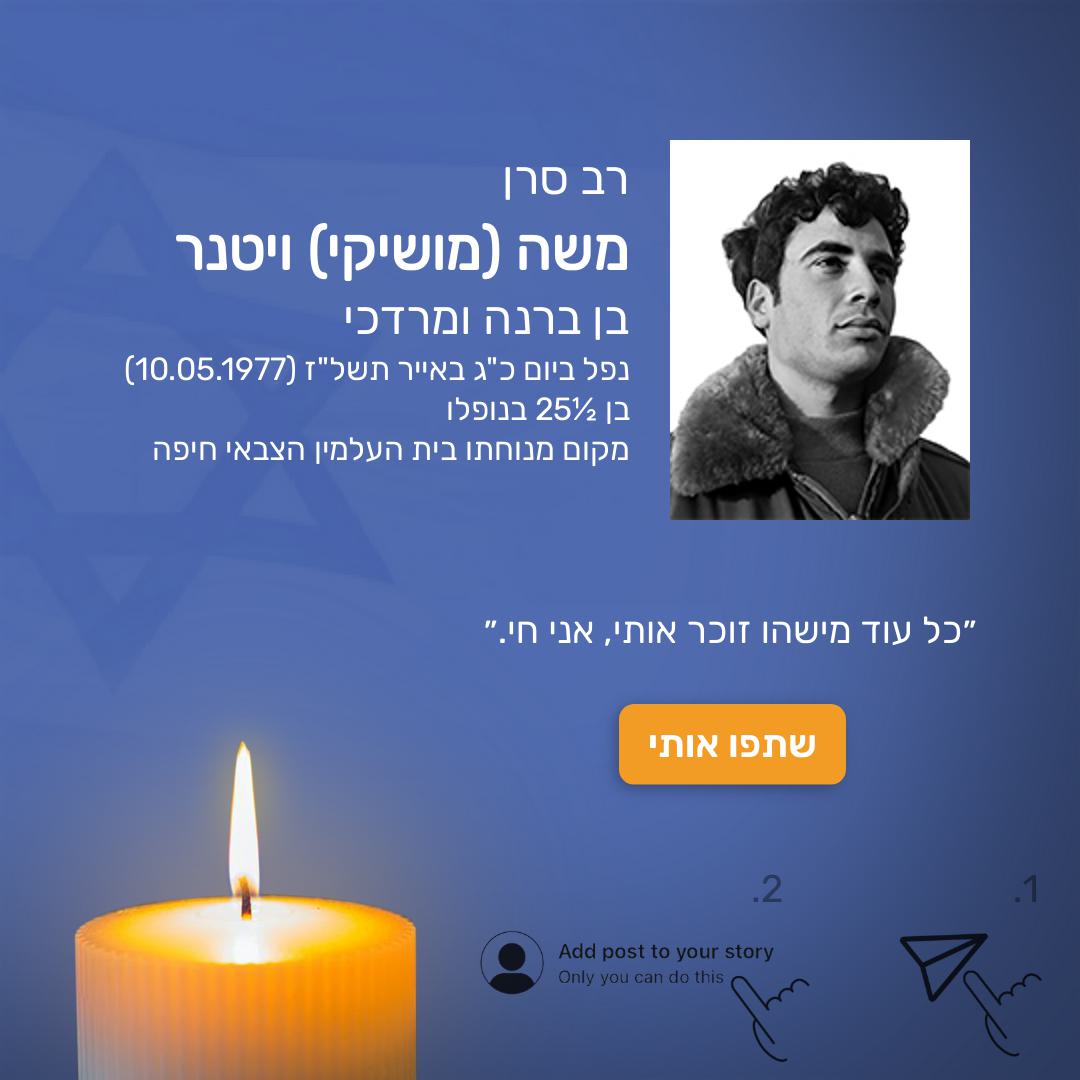 רב סרן
משה (מושיקי) ויטנר
בן ברנה ומרדכי
נפל ביום כ"ג באייר תשל"ז (10.05.1977)
בן 25½ בנופלו
מקום מנוחתו בית העלמין הצבאי חיפה
״כל עוד מישהו זוכר אותי, אני חי.״
שתפו אותי
1.
2.
Add post to your story
Only you can do this